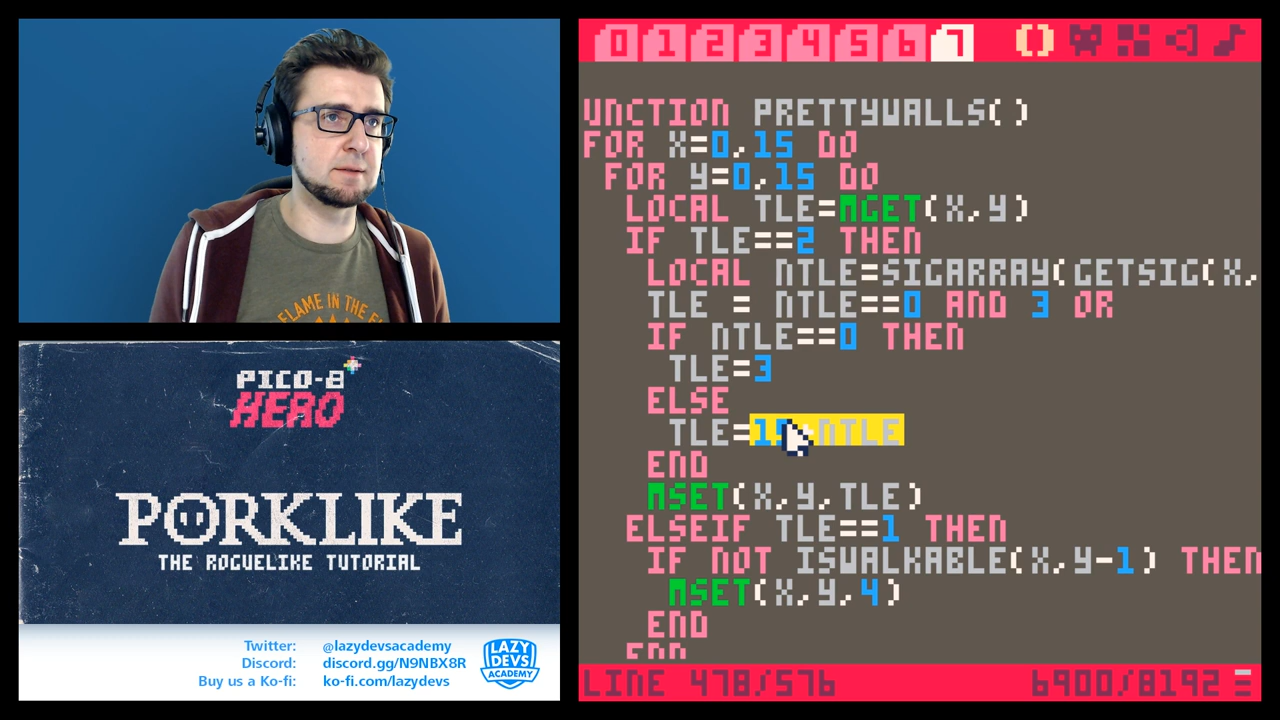 FLAME IN THE
PICO-8
HERO
PORKLIKE
THE ROGUELIKE TUTORIAL
Twitter: @lazydevsacademy
Discord: discord.gg/N9NBX8R
Buy us a Ko-fi: ko-fi.com/lazydevs
LAZY
DEVS
ACADEMY
0 1 2 3 4 5 6 7
UNCTION PRETTYWALLS()
FOR X=0,15 DO
FOR Y=0,15 DO
LOCAL TLE=MGET(X,Y)
IF TLE==2 THEN
LOCAL NTLE=SIGARRAY(GETSIG(X,
TLE = NTLE==0 AND 3 OR
IF NTLE==0 THEN
TLE=3
ELSE
TLE=15+NTLE
END
MSET(X,Y,TLE)
ELSEIF TLE==1 THEN
IF NOT ISWALKABLE(X,Y-1) THEN
MSET(X,Y,4)
END
END
LINE 478/576 6900/8192